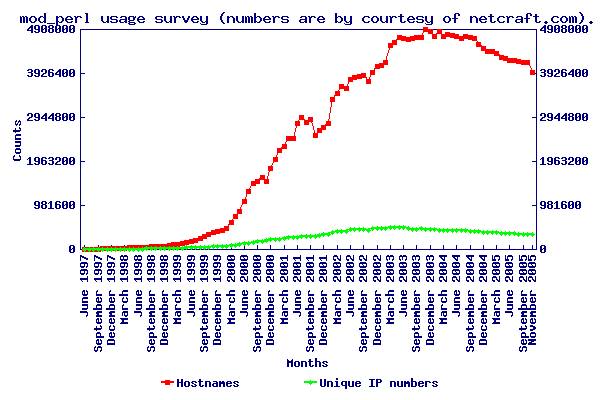 mod_perl usage survey (numbers are by courtesy of netcraft.com).
4908000
3926400
2944800
1963200
981600
0
Counts
4908000
3926400
2944800
1963200
981600
0
June 1997
September 1997
December 1997
March 1998
June 1998
September 1998
December 1998
March 1999
June 1999
September 1999
December 1999
March 2000
June 2000
September 2000
December 2000
March 2001
June 2001
September 2001
December 2001
March 2002
June 2002
September 2002
December 2002
March 2003
June 2003
September 2003
December 2003
March 2004
June 2004
September 2004
December 2004
March 2005
June 2005
September 2005
November 2005
Months
Hostnames
Unique IP numbers